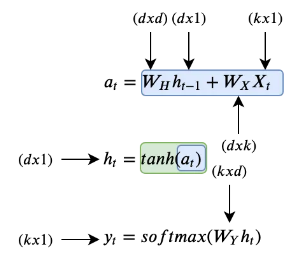 (dxd) (dx1) (kx1)
a_t = W_H h_{t-1} + W_X X_t
(dxk)
(dx1) h_t = tanh(a_t)
(kxd)
(kx1) y_t = softmax(W_Y h_t)